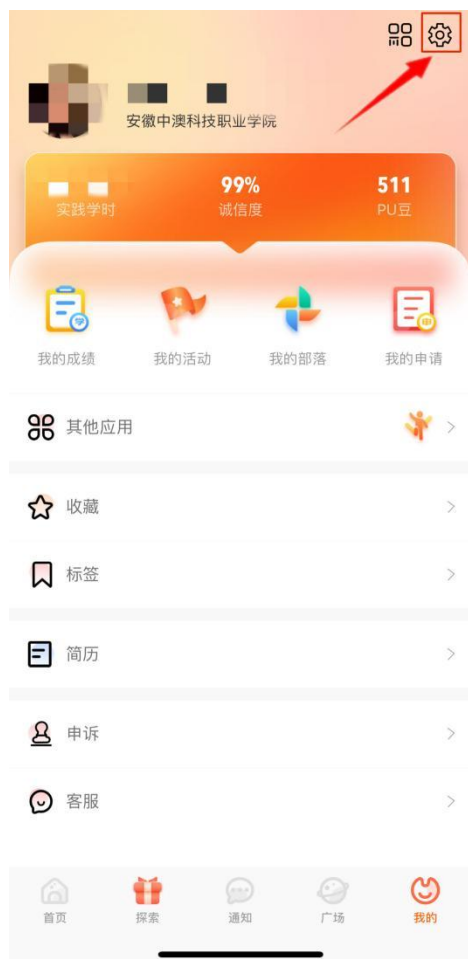 安徽中澳科技职业学院
99%
511
实践学时
诚信度
PU豆
我的成绩
我的活动
我的部落
我的申请
其他应用
收藏
标签
简历
申诉
客服
首页
探索
通知
广场
我的